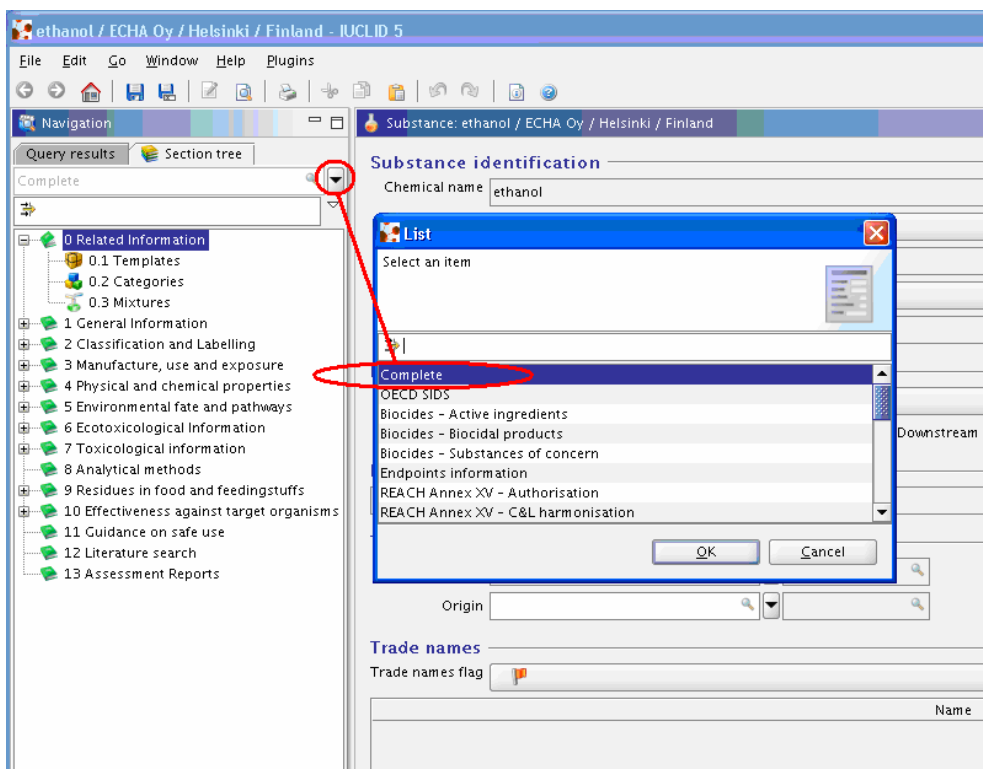 ethanol / ECHA Oy / Helsinki / Finland - IUCLID 5
File Edit Go Window Help Plugins
Navigation
Query results Section tree
Complete
0 Related Information
0.1 Templates
0.2 Categories
0.3 Mixtures
1 General Information
2 Classification and Labelling
3 Manufacture, use and exposure
4 Physical and chemical properties
5 Environmental fate and pathways
6 Ecotoxicological Information
7 Toxicological information
8 Analytical methods
9 Residues in food and feedingstuffs
10 Effectiveness against target organisms
11 Guidance on safe use
12 Literature search
13 Assessment Reports
Substance: ethanol / ECHA Oy / Helsinki / Finland
Substance identification
Chemical name ethanol
List
Select an item
Complete
OECD SIDS
Biocides - Active ingredients
Biocides - Biocidal products
Biocides - Substances of concern
Endpoints information
REACH Annex XV - Authorisation
REACH Annex XV - C&L harmonisation
OK Cancel
Downstream
Origin
Trade names
Trade names flag
Name